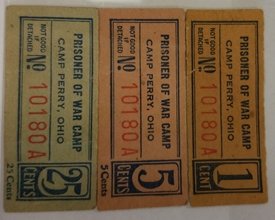 PRISONER OF WAR CAMP
CAMP PERRY, OHIO
NOT GOOD IF DETACHED
No 10180A
25 CENTS
25 Cents
PRISONER OF WAR CAMP
CAMP PERRY, OHIO
NOT GOOD IF DETACHED
No 10180A
5 CENTS
5 Cents
PRISONER OF WAR CAMP
CAMP PERRY, OHIO
NOT GOOD IF DETACHED
No 10180A
1 CENT